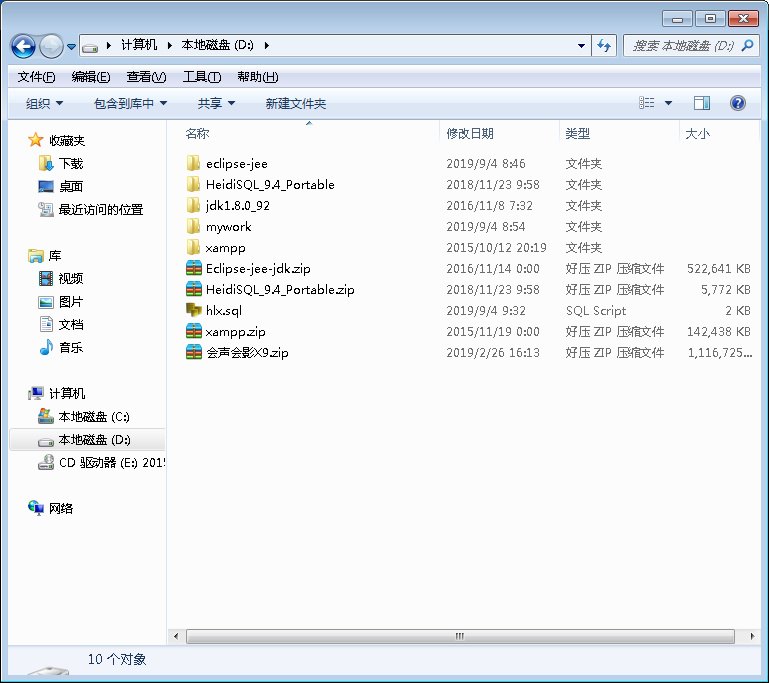 计算机 本地磁盘 (D:) 搜索 本地磁盘 (D:)
文件(F) 编辑(E) 查看(V) 工具(T) 帮助(H)
组织 包含到库中 共享 新建文件夹
收藏夹
下载
桌面
最近访问的位置
库
视频
图片
文档
音乐
计算机
本地磁盘 (C:)
本地磁盘 (D:)
CD 驱动器 (E:) 201
网络
名称 修改日期 类型 大小
eclipse-jee 2019/9/4 8:46 文件夹
HeidiSQL_9.4_Portable 2018/11/23 9:58 文件夹
jdk1.8.0_92 2016/11/8 7:32 文件夹
mywork 2019/9/4 8:54 文件夹
xampp 2015/10/12 20:19 文件夹
Eclipse-jee-jdk.zip 2016/11/14 0:00 好压 ZIP 压缩文件 522,641 KB
HeidiSQL_9.4_Portable.zip 2018/11/23 9:58 好压 ZIP 压缩文件 5,772 KB
hlx.sql 2019/9/4 9:32 SQL Script 2 KB
xampp.zip 2015/11/19 0:00 好压 ZIP 压缩文件 142,438 KB
会声会影X9.zip 2019/2/26 16:13 好压 ZIP 压缩文件 1,116,725...
10 个对象